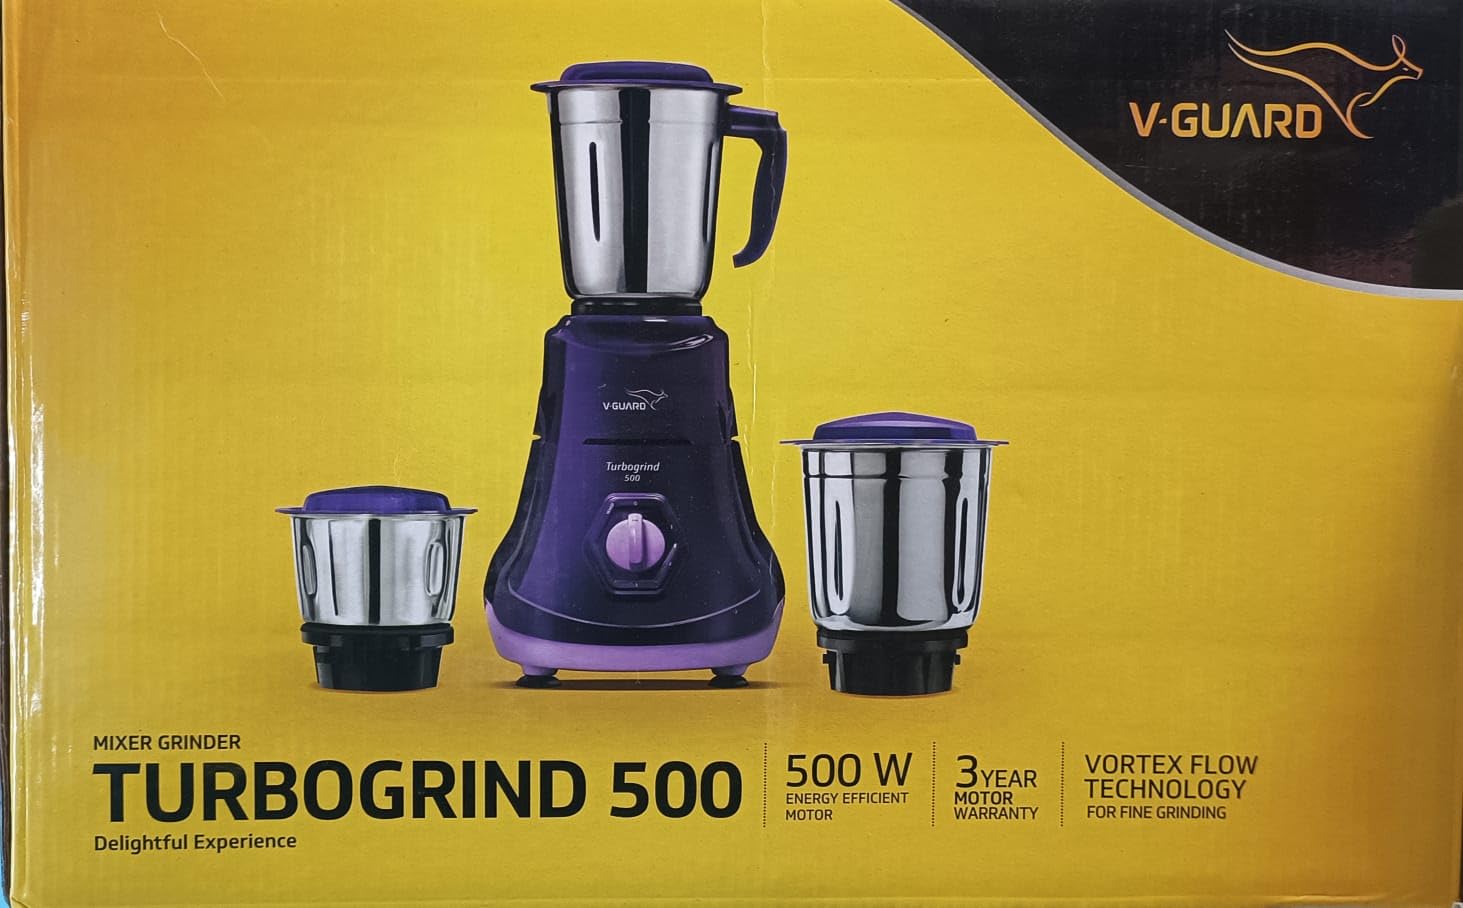 V-GUARD
V-GUARD
Turbogrind
500
MIXER GRINDER
TURBOGRIND 500
Delightful Experience
500 W
ENERGY EFFICIENT
MOTOR
3 YEAR
MOTOR
WARRANTY
VORTEX FLOW
TECHNOLOGY
FOR FINE GRINDING